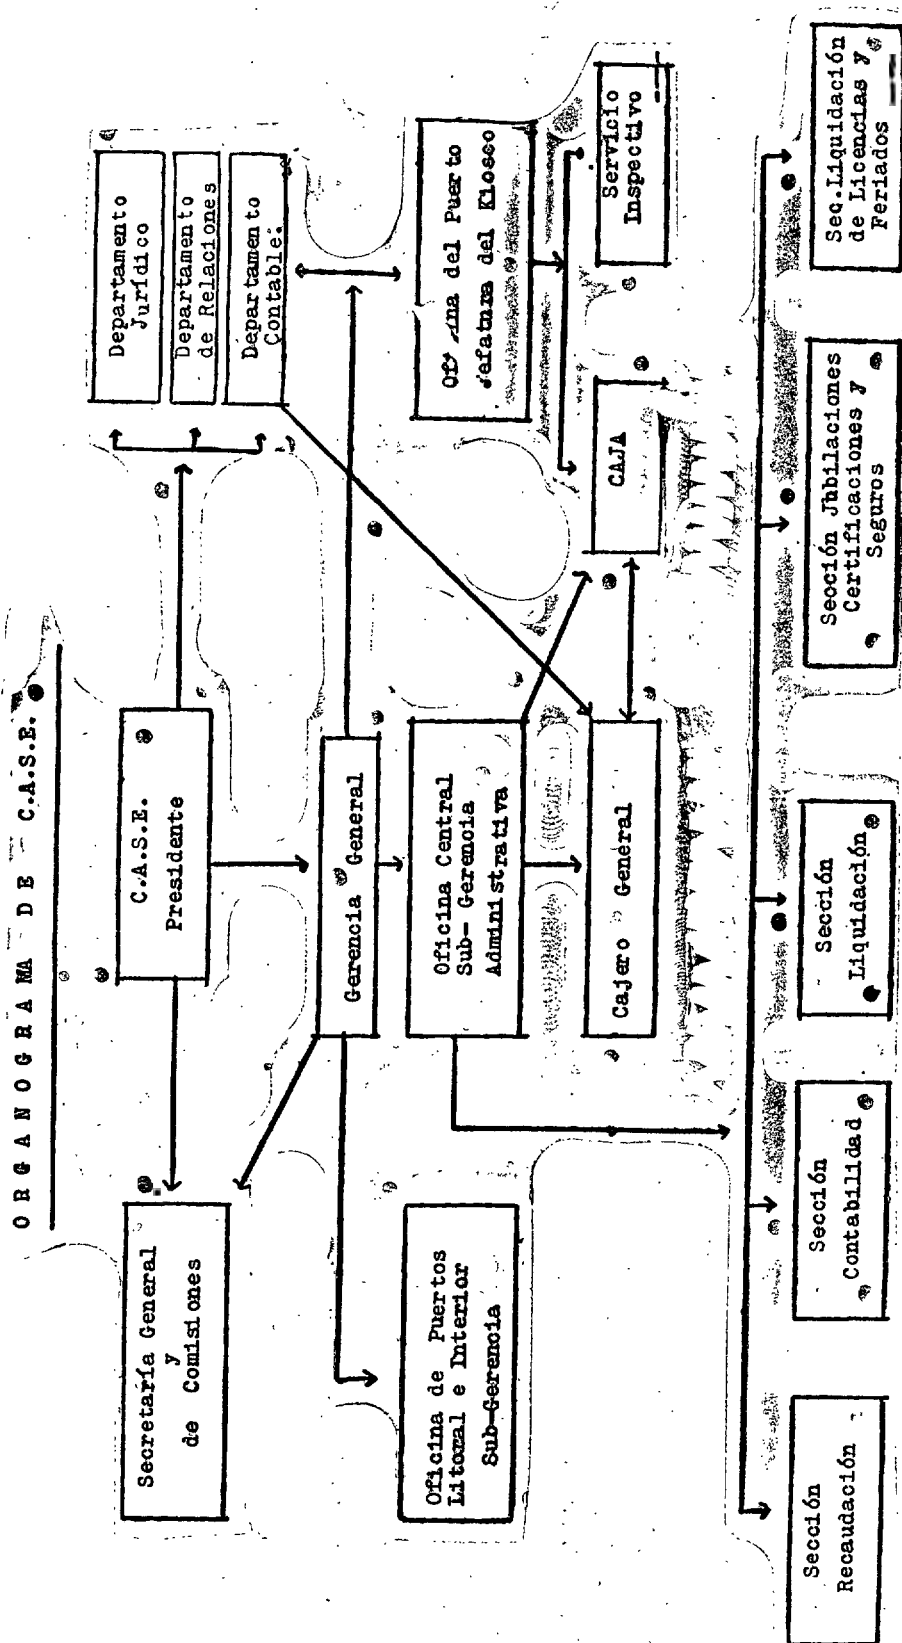 ORGANOGRAMA DE C.A.S.E.
C.A.S.E.
Presidente
Secretaría General
y
de Comisiones
Departamento
Jurídico
Departamento
de Relaciones
Departamento
Contable.
Gerencia General
Oficina de Puertos
Litoral e Interior
Sub-Gerencia
Oficina Central
Sub- Gerencia
Administrativa
del Puerto
Jefatura del Kiosco
Cajero General
CAJA
Servicio
Inspectivo
Sección
Recaudación
Sección
Contabilidad
Sección
Liquidación
Sección Jubilaciones
Certificaciones y
Seguros
Sec.Liquidación
de Licencias y
Feriados